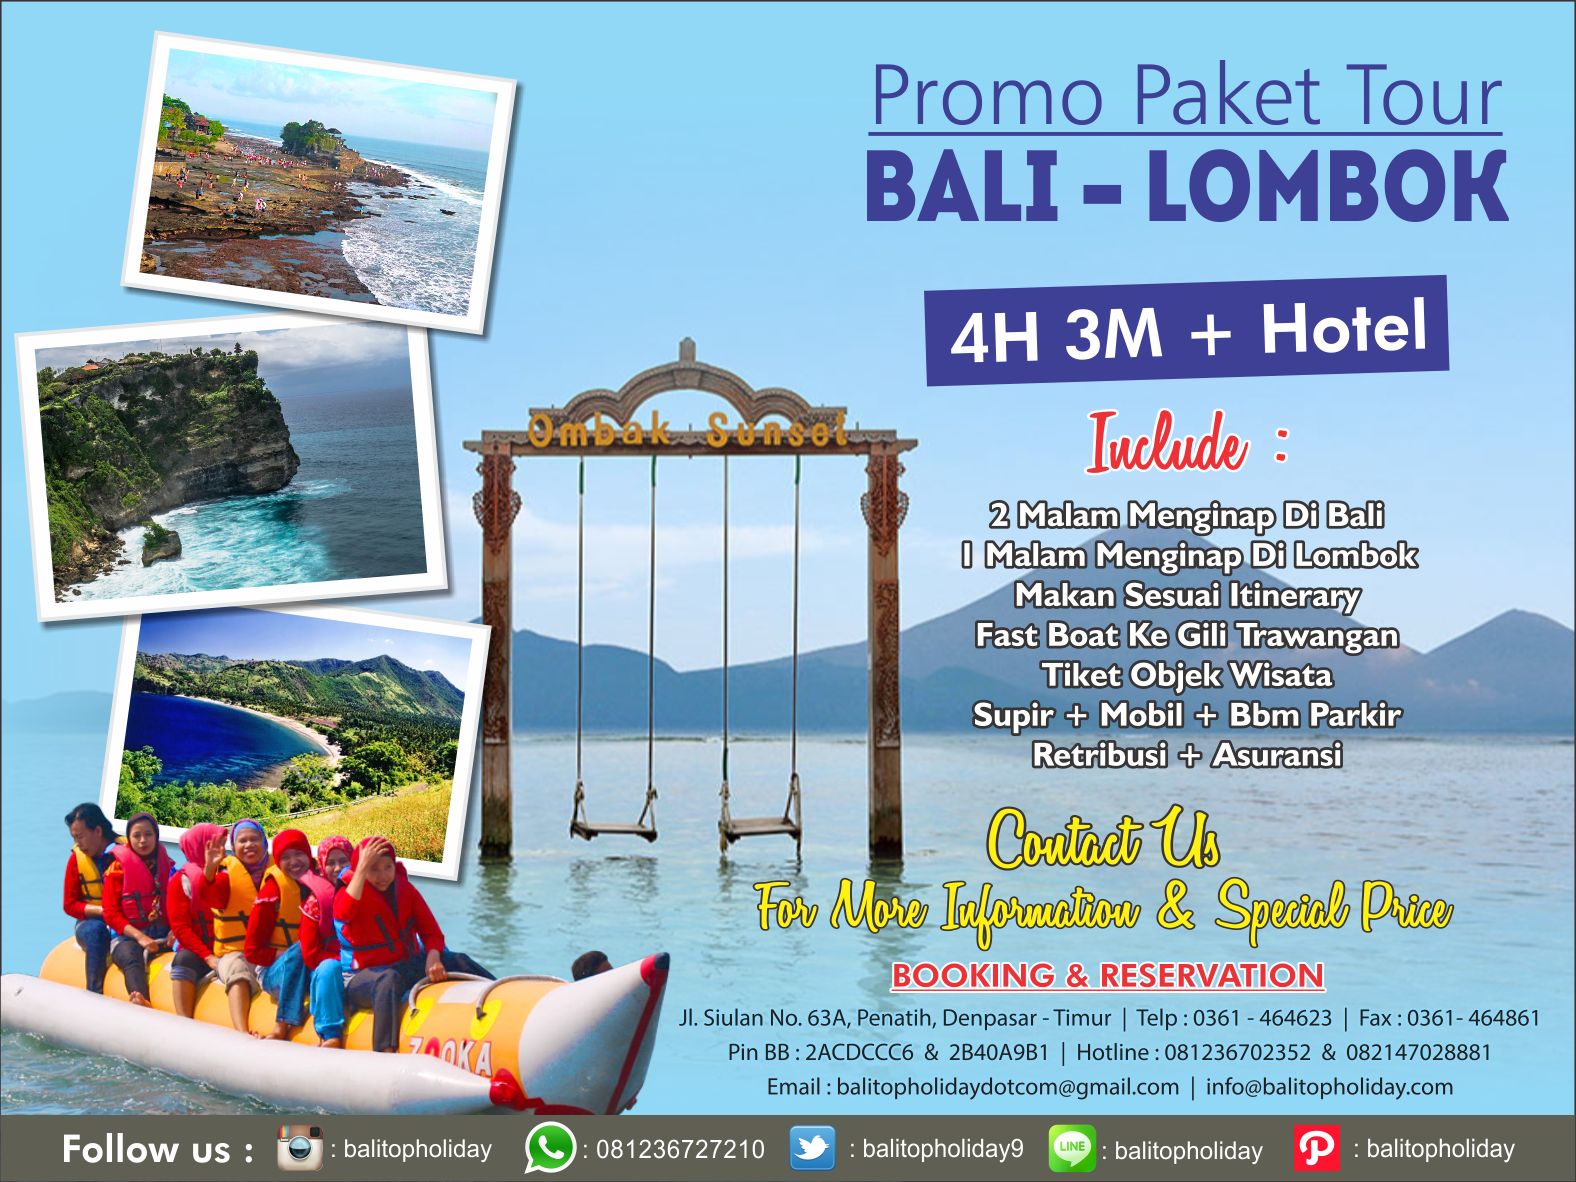 Promo Paket Tour
BALI - LOMBOK
4H 3M + Hotel
Ombak Sunset
Include :
2 Malam Menginap Di Bali
1 Malam Menginap Di Lombok
Makan Sesuai Itinerary
Fast Boat Ke Gili Trawangan
Tiket Objek Wisata
Supir + Mobil + Bbm Parkir
Retribusi + Asuransi
Contact Us
For More Information & Special Price
BOOKING & RESERVATION
Jl. Siulan No. 63A, Penatih, Denpasar - Timur | Telp : 0361 - 464623 | Fax : 0361- 464861
Pin BB : 2ACDCCC6 & 2B40A9B1 | Hotline : 081236702352 & 082147028881
Email : balitopholidaydotcom@gmail.com | info@balitopholiday.com
ZOOKA
Follow us : : balitopholiday : 081236727210 : balitopholiday9 LINE : balitopholiday : balitopholiday